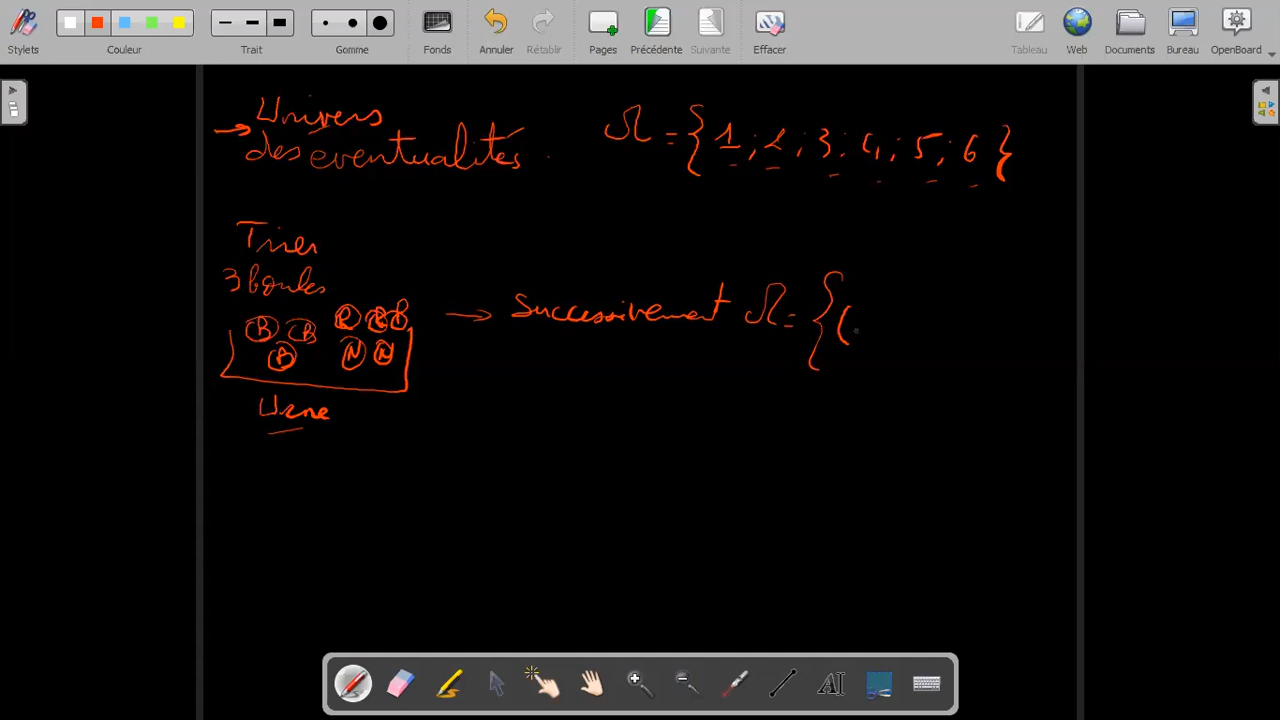 Stylets Couleur Trait Gomme Fonds Annuler Rétablir Pages Précédente Suivante Effacer Tableau Web Documents Bureau OpenBoard
→ Univers
des eventualités
Ω = { 1 ; 2 ; 3 ; 4 ; 5 ; 6 }
Tirer
3 boules
B B B N N
Urne
→ Successivement Ω = { (
AI